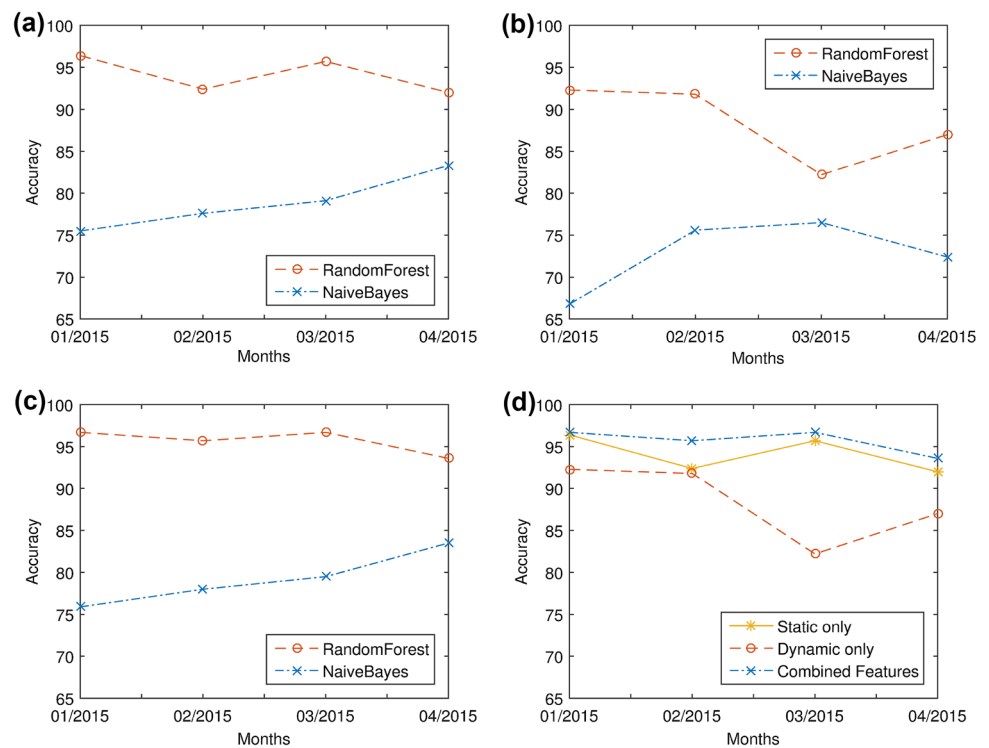 (a)
100
95
90
85
80
75
70
65
Accuracy
01/2015 02/2015 03/2015 04/2015
Months
RandomForest
NaiveBayes
(b)
100
95
90
85
80
75
70
65
Accuracy
01/2015 02/2015 03/2015 04/2015
Months
RandomForest
NaiveBayes
(c)
100
95
90
85
80
75
70
65
Accuracy
01/2015 02/2015 03/2015 04/2015
Months
RandomForest
NaiveBayes
(d)
100
95
90
85
80
75
70
65
Accuracy
01/2015 02/2015 03/2015 04/2015
Months
Static only
Dynamic only
Combined Features